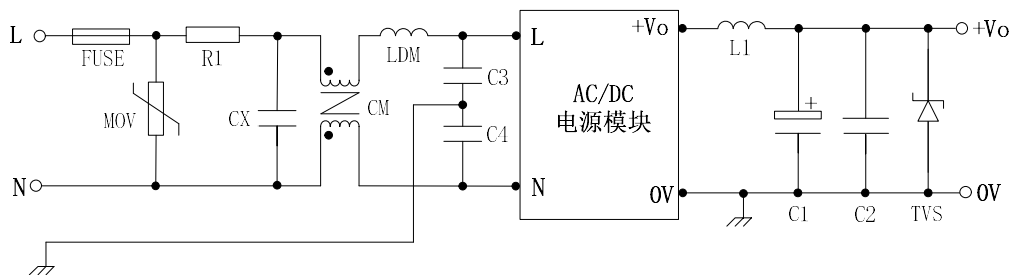 L
FUSE
R1
MOV
CX
CM
LDM
C3
C4
N
L
N
AC/DC
电源模块
+Vo
0V
L1
+
C1
C2
TVS
+Vo
0V